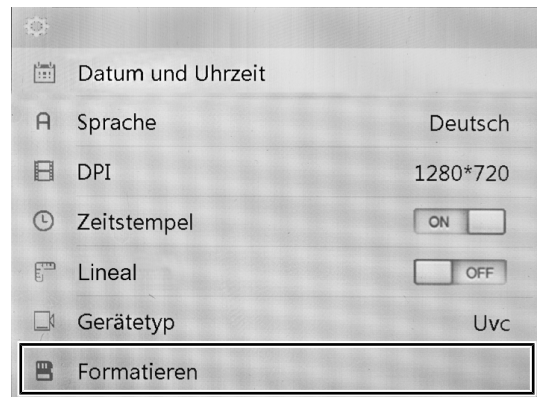 Datum und Uhrzeit
Sprache Deutsch
DPI 1280*720
Zeitstempel ON
Lineal OFF
Gerätetyp Uvc
Formatieren